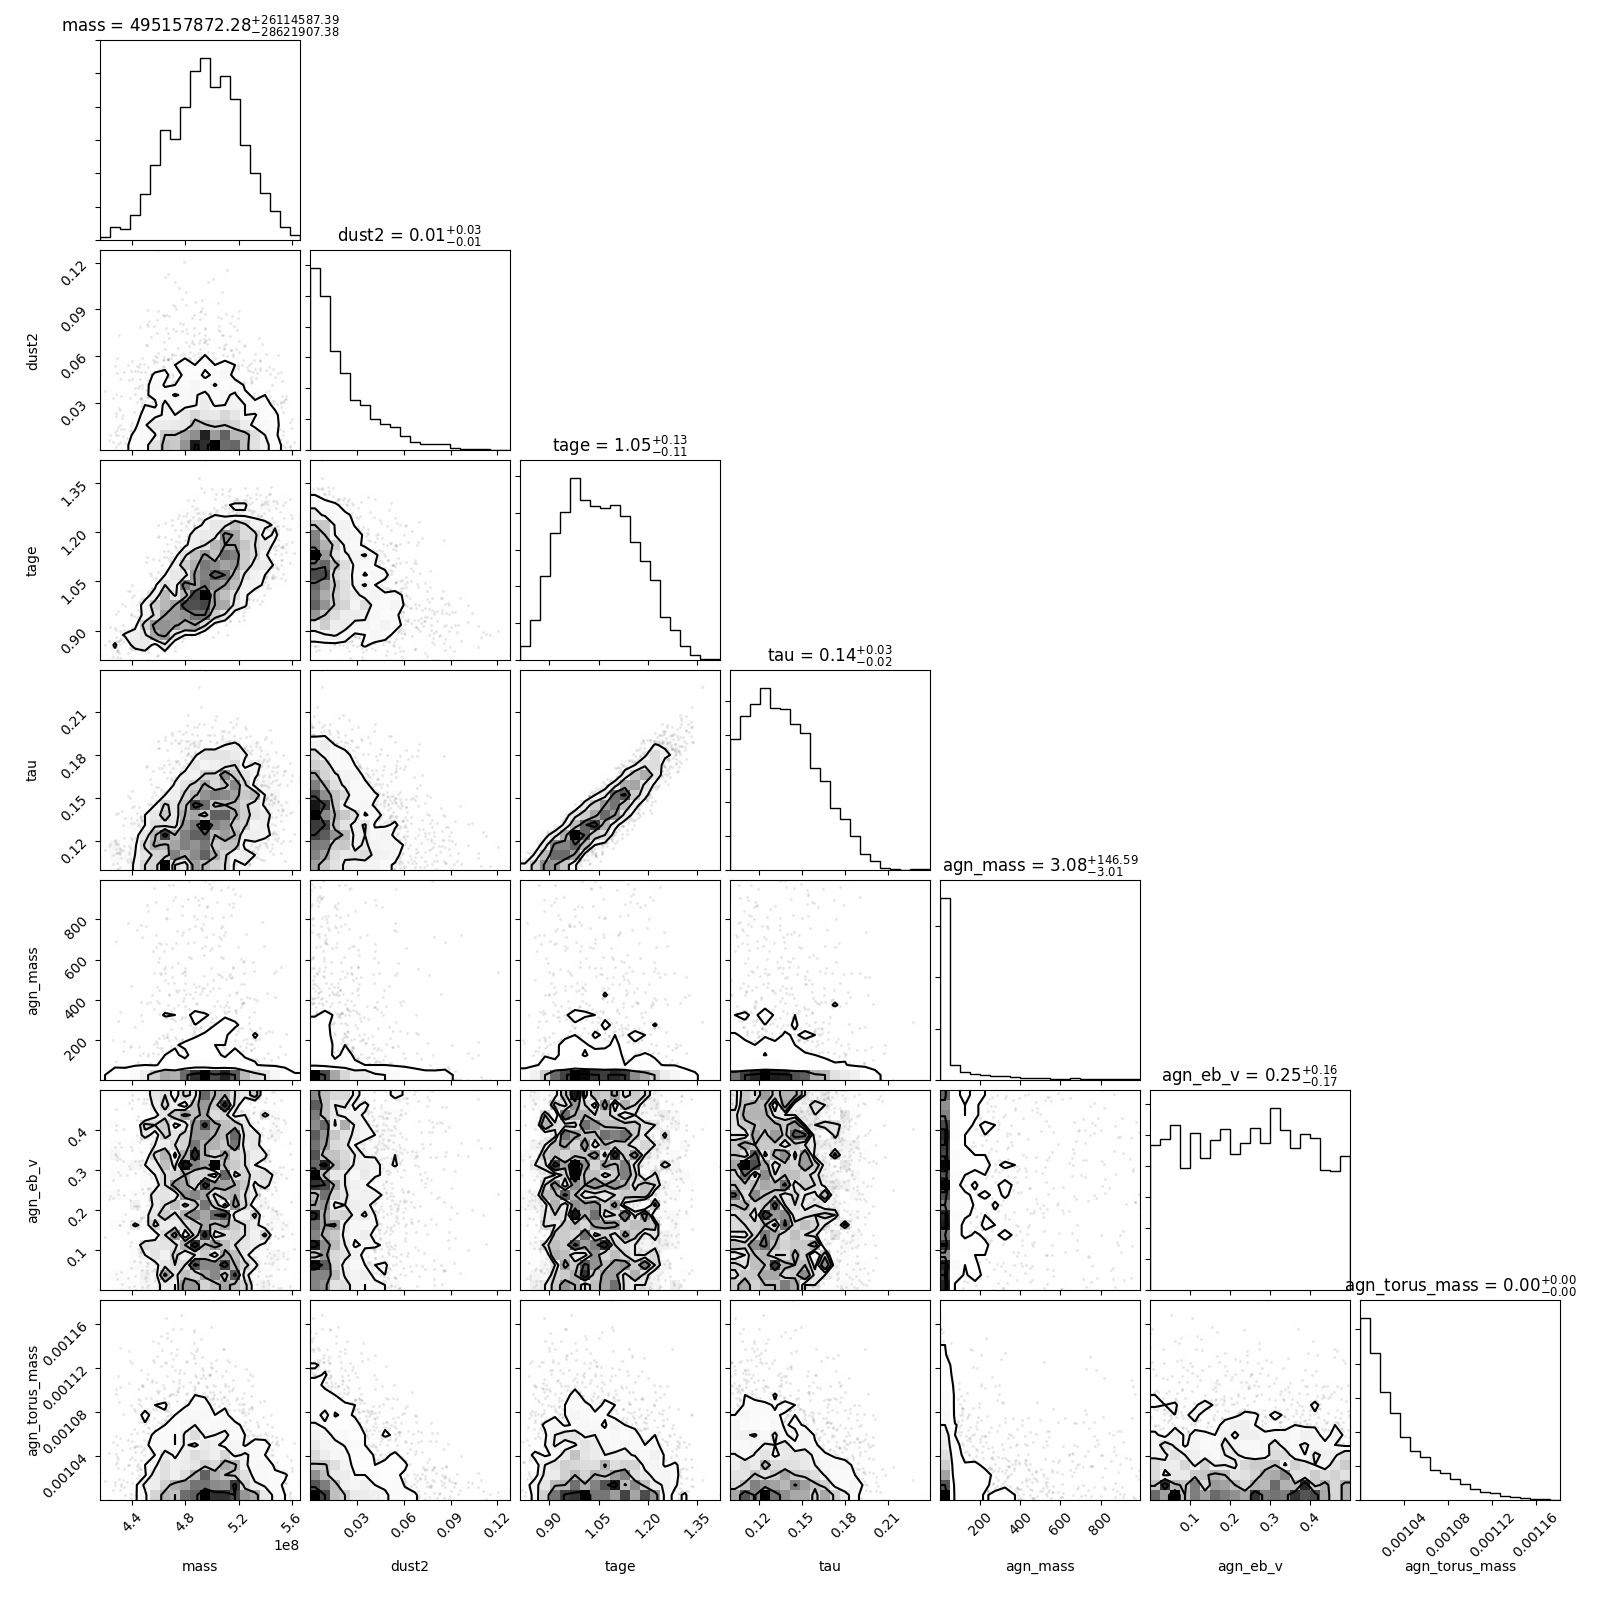 mass = 495157872.28+26114587.39−28621907.38
dust2 = 0.01+0.03−0.01
0.12
0.09
0.06
0.03
dust2
tage = 1.05+0.13−0.11
1.35
1.20
1.05
0.90
tage
tau = 0.14+0.03−0.02
0.21
0.18
0.15
0.12
tau
agn_mass = 3.08+146.59−3.01
800
600
400
200
agn_mass
agn_eb_v = 0.25+0.16−0.17
0.4
0.3
0.2
0.1
agn_eb_v
agn_torus_mass = 0.00+0.00−0.00
0.00116
0.00112
0.00108
0.00104
agn_torus_mass
4.4 4.8 5.2 5.6 0.03 0.06 0.09 0.12 0.90 1.05 1.20 1.35 0.12 0.15 0.18 0.21 200 400 600 800 0.1 0.2 0.3 0.4 0.00104 0.00108 0.00112 0.00116
1e8
mass dust2 tage tau agn_mass agn_eb_v agn_torus_mass